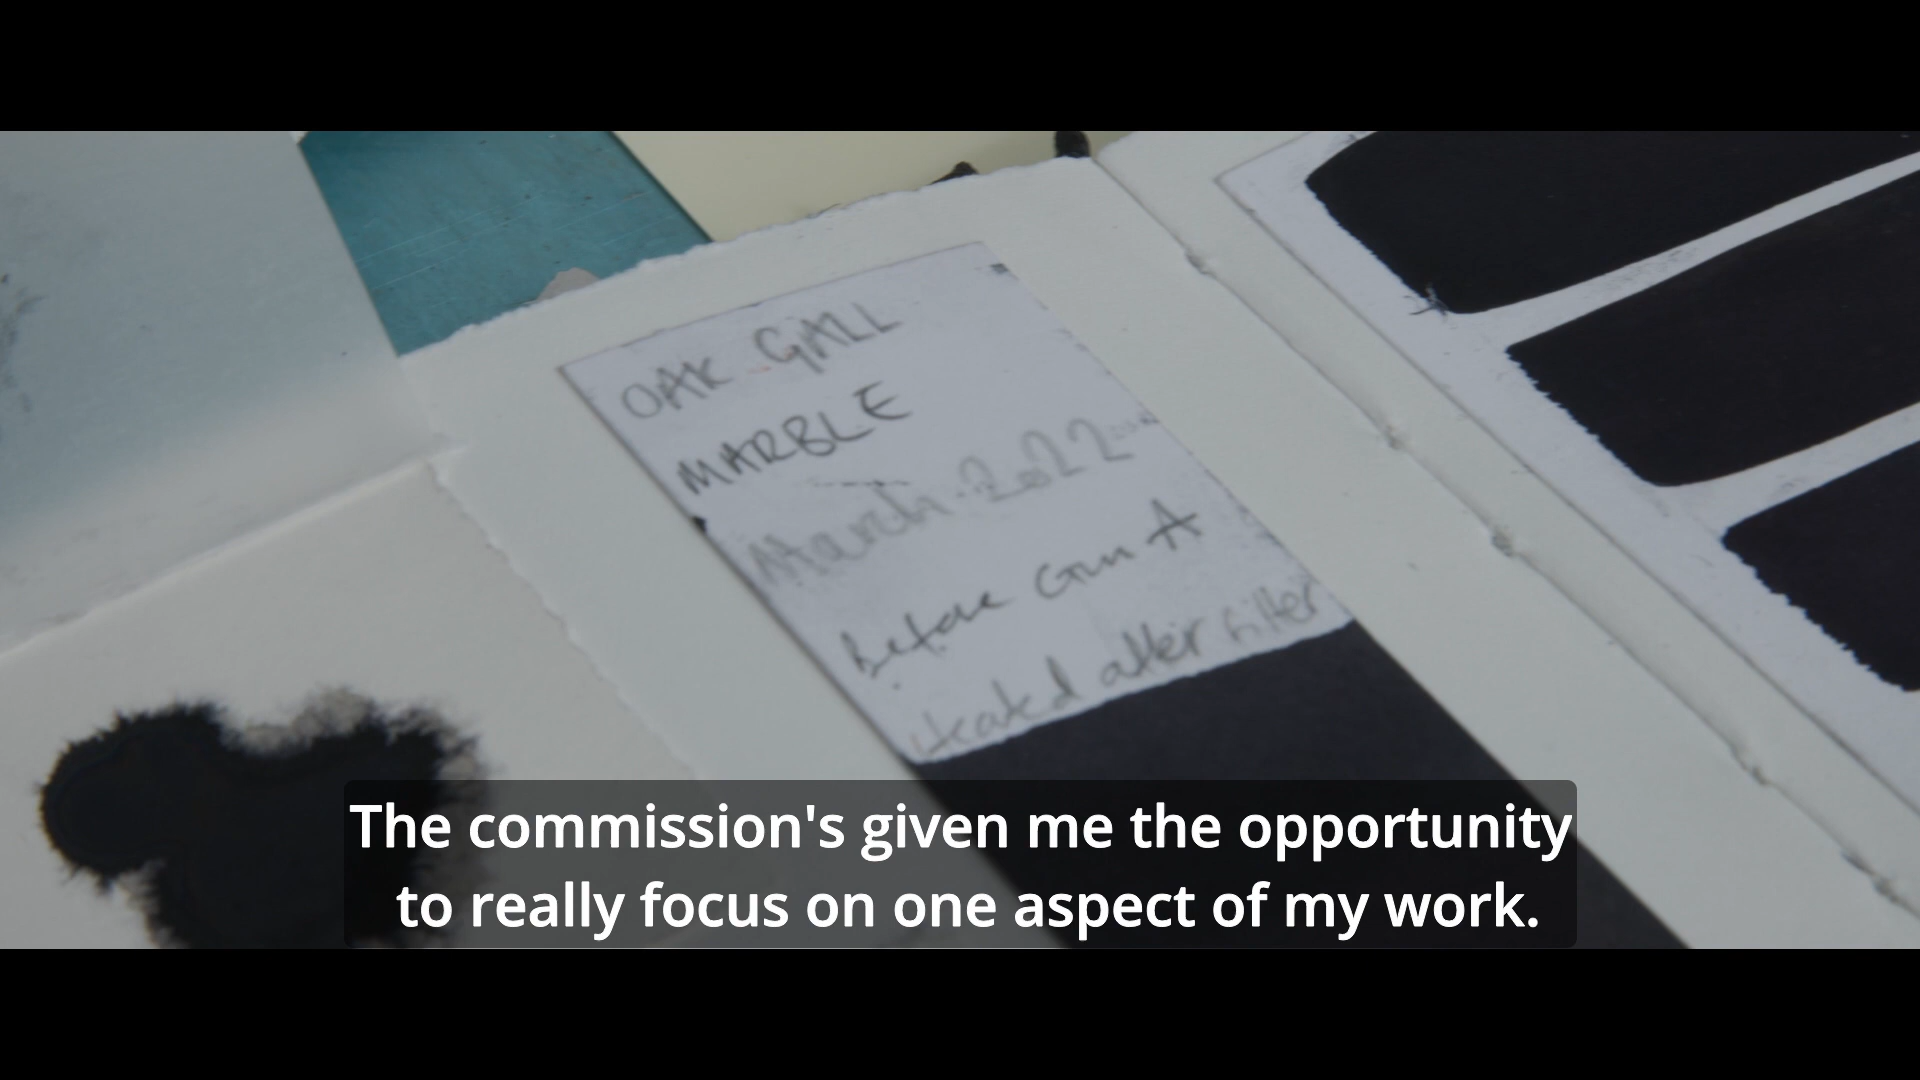 OAK GALL
MARBLE
March 2022
Before Gum A
after filter
The commission's given me the opportunity
to really focus on one aspect of my work.